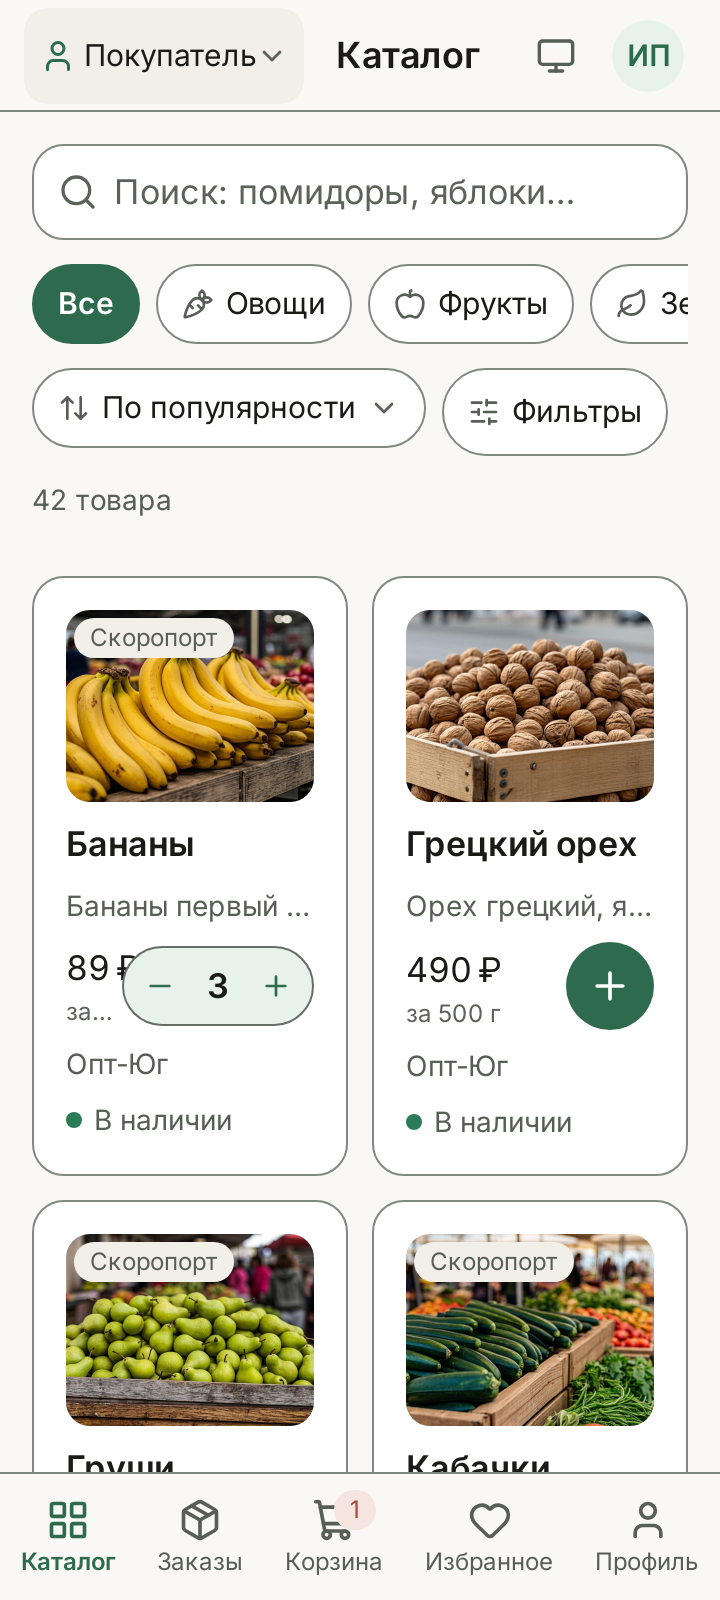 Покупатель
Каталог
ИП
Поиск: помидоры, яблоки...
Все
Овощи
Фрукты
Зе
По популярности
Фильтры
42 товара
Скоропорт
Бананы
Бананы первый ...
89 ₽
3
за...
Опт-Юг
В наличии
Грецкий орех
Орех грецкий, я...
490 ₽
за 500 г
Опт-Юг
В наличии
Скоропорт
Груши
Скоропорт
Кабачки
Каталог
Заказы
1
Корзина
Избранное
Профиль